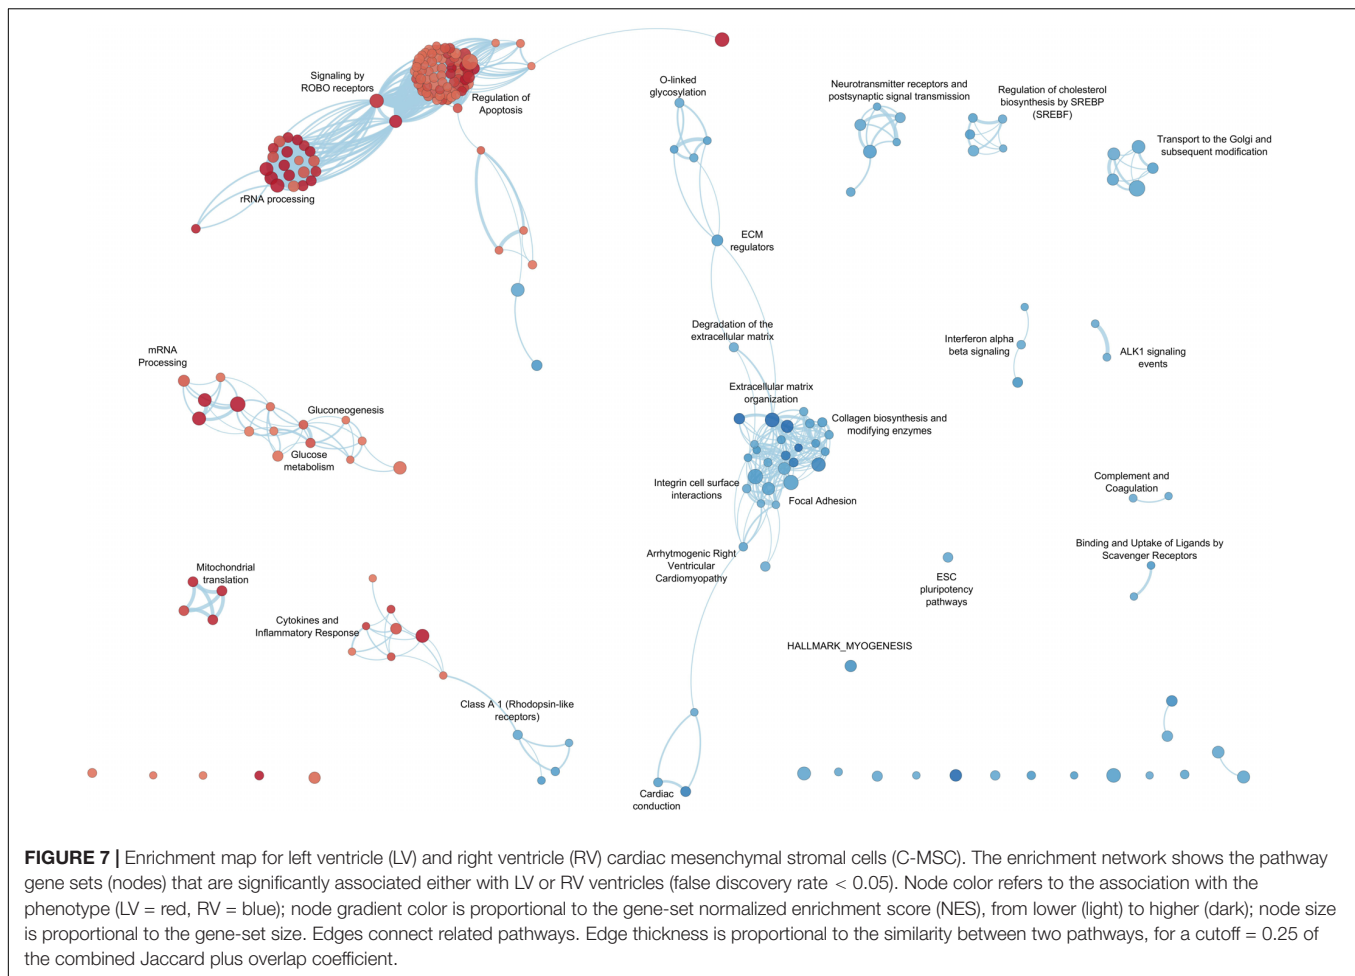 Signaling by
ROBO receptors
Regulation of
Apoptosis
rRNA processing
O-linked
glycosylation
Neurotransmitter receptors and
postsynaptic signal transmission
Regulation of cholesterol
biosynthesis by SREBP
(SREBF)
Transport to the Golgi and
subsequent modification
ECM
regulators
Degradation of the
extracellular matrix
Interferon alpha
beta signaling
ALK1 signaling
events
mRNA
Processing
Gluconeogenesis
Glucose
metabolism
Extracellular matrix
organization
Collagen biosynthesis and
modifying enzymes
Integrin cell surface
interactions
Focal Adhesion
Complement and
Coagulation
Arrhytmogenic Right
Ventricular
Cardiomyopathy
Binding and Uptake of Ligands by
Scavenger Receptors
ESC
pluripotency
pathways
Mitochondrial
translation
Cytokines and
Inflammatory Response
HALLMARK_MYOGENESIS
Class A 1 (Rhodopsin-like
receptors)
Cardiac
conduction
FIGURE 7 | Enrichment map for left ventricle (LV) and right ventricle (RV) cardiac mesenchymal stromal cells (C-MSC). The enrichment network shows the pathway
gene sets (nodes) that are significantly associated either with LV or RV ventricles (false discovery rate < 0.05). Node color refers to the association with the
phenotype (LV = red, RV = blue); node gradient color is proportional to the gene-set normalized enrichment score (NES), from lower (light) to higher (dark); node size
is proportional to the gene-set size. Edges connect related pathways. Edge thickness is proportional to the similarity between two pathways, for a cutoff = 0.25 of
the combined Jaccard plus overlap coefficient.